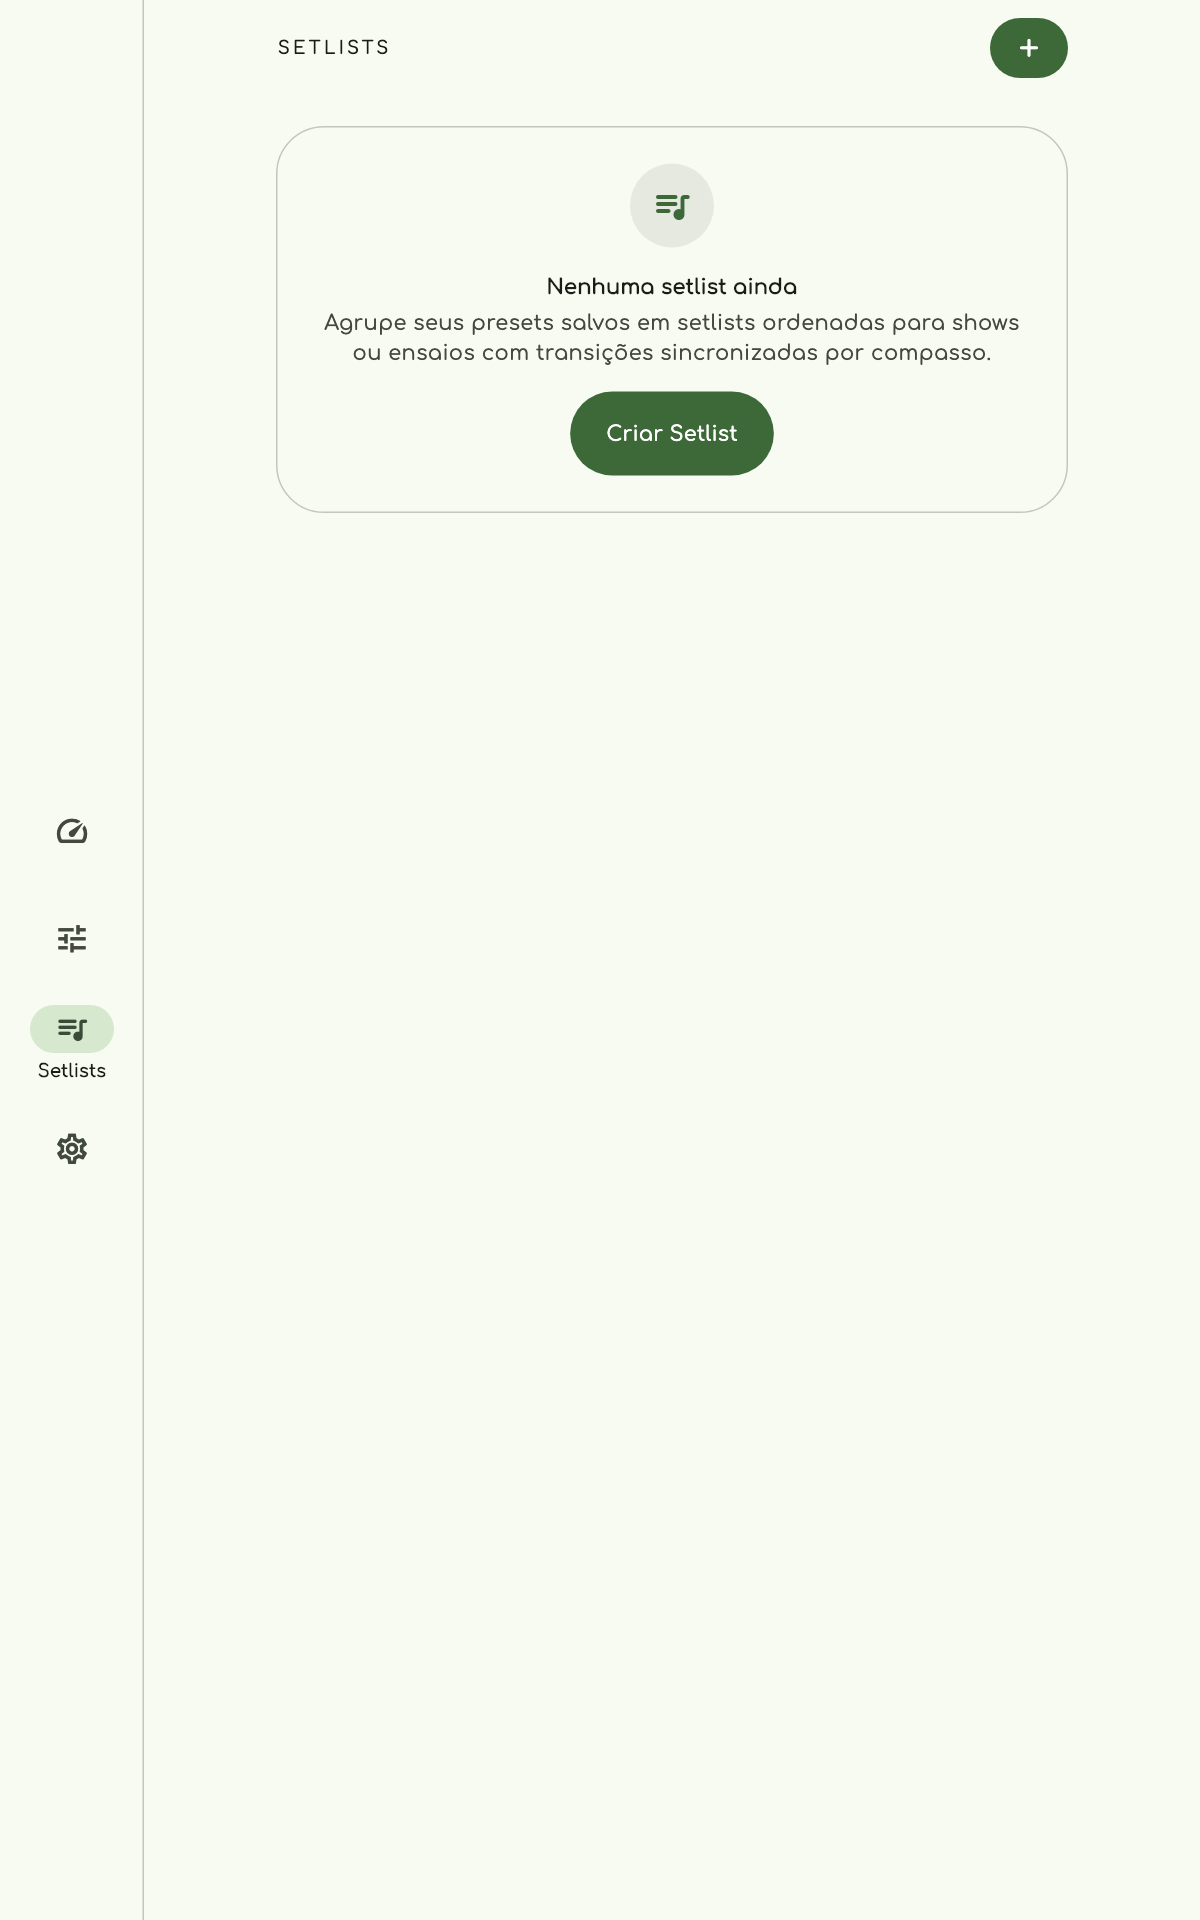 SETLISTS
Nenhuma setlist ainda
Agrupe seus presets salvos em setlists ordenadas para shows
ou ensaios com transições sincronizadas por compasso.
Criar Setlist
Setlists